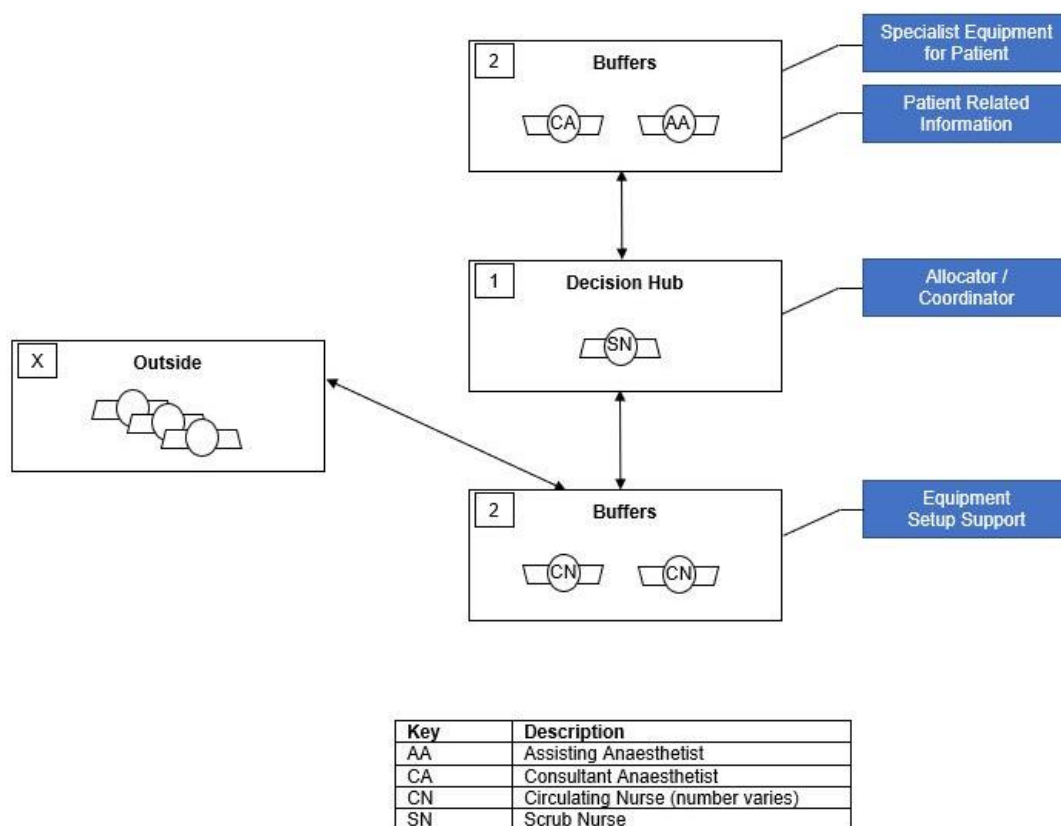 Specialist Equipment
for Patient
2
Buffers
CA
AA
Patient Related
Information
1
Decision Hub
SN
Allocator /
Coordinator
X
Outside
2
Buffers
CN
CN
Equipment
Setup Support
Key Description
AA Assisting Anaesthetist
CA Consultant Anaesthetist
CN Circulating Nurse (number varies)
SN Scrub Nurse